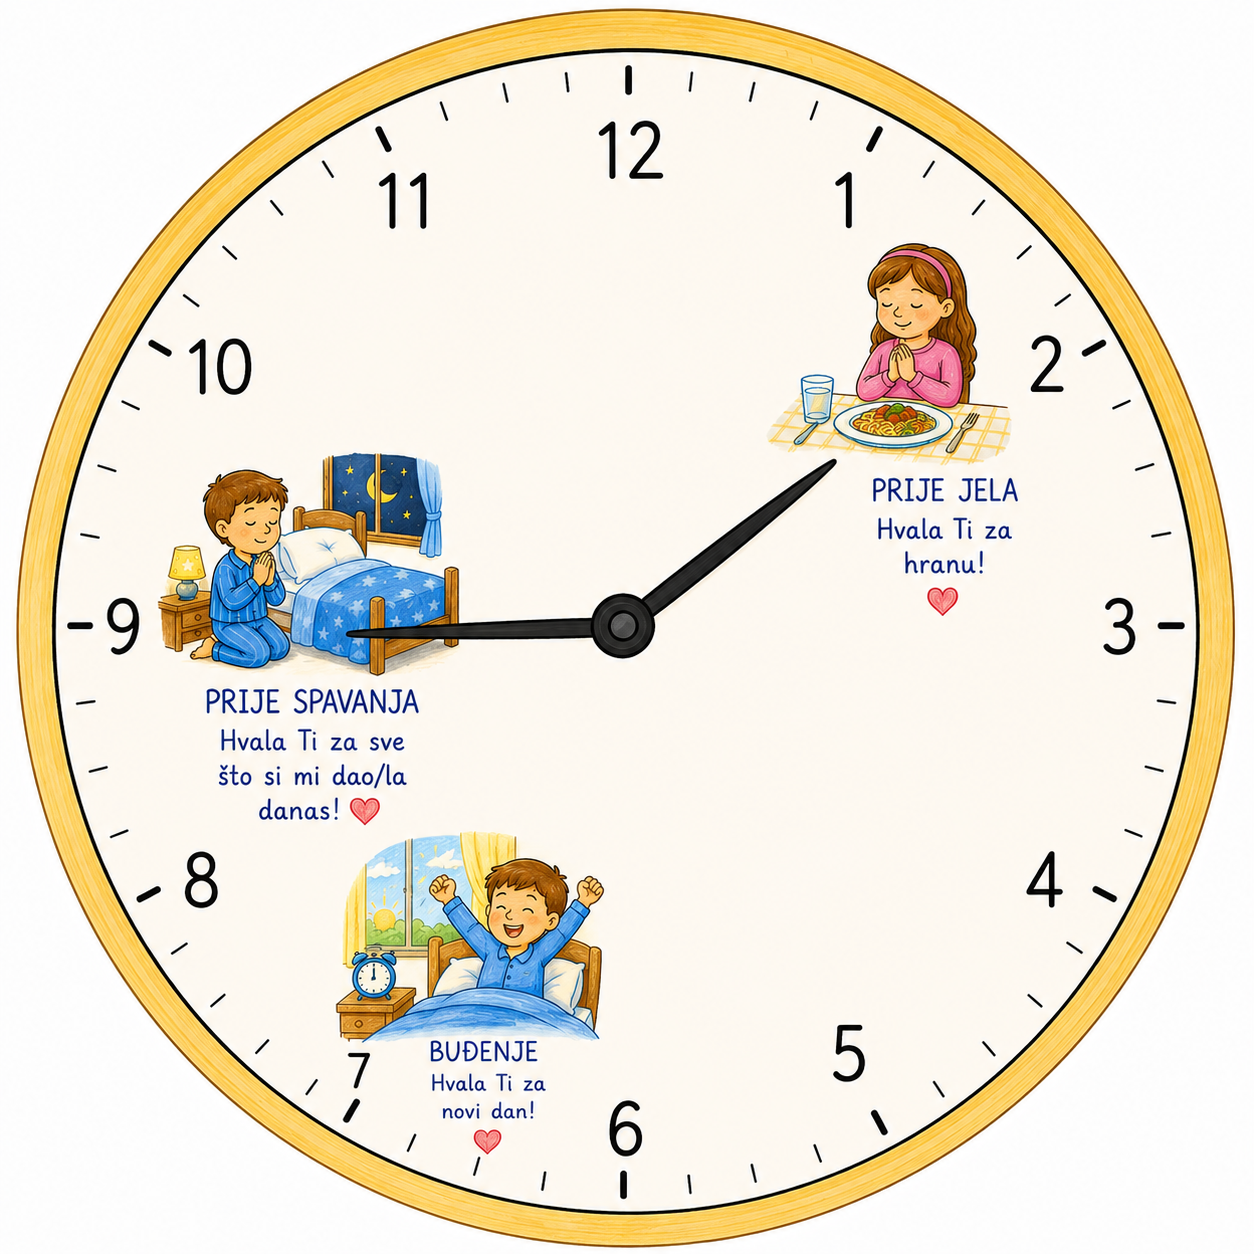 12
11
1
10
2
PRIJE JELA
Hvala Ti za
hranu!
9
3
PRIJE SPAVANJA
Hvala Ti za sve
što si mi dao/la
danas!
8
4
BUĐENJE
Hvala Ti za
novi dan!
7
5
6